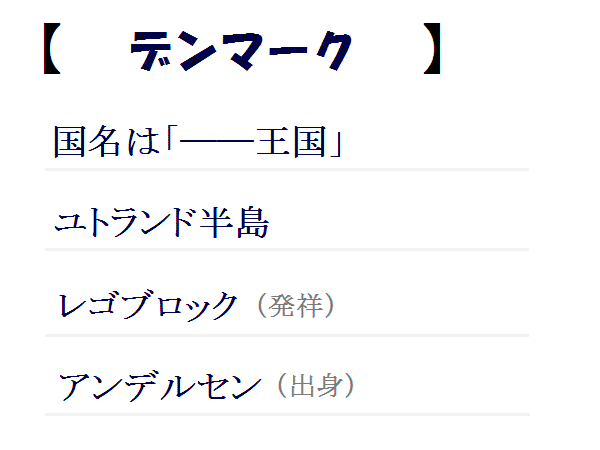 【 デンマーク 】
国名は「――王国」
ユトランド半島
レゴブロック（発祥）
アンデルセン（出身）